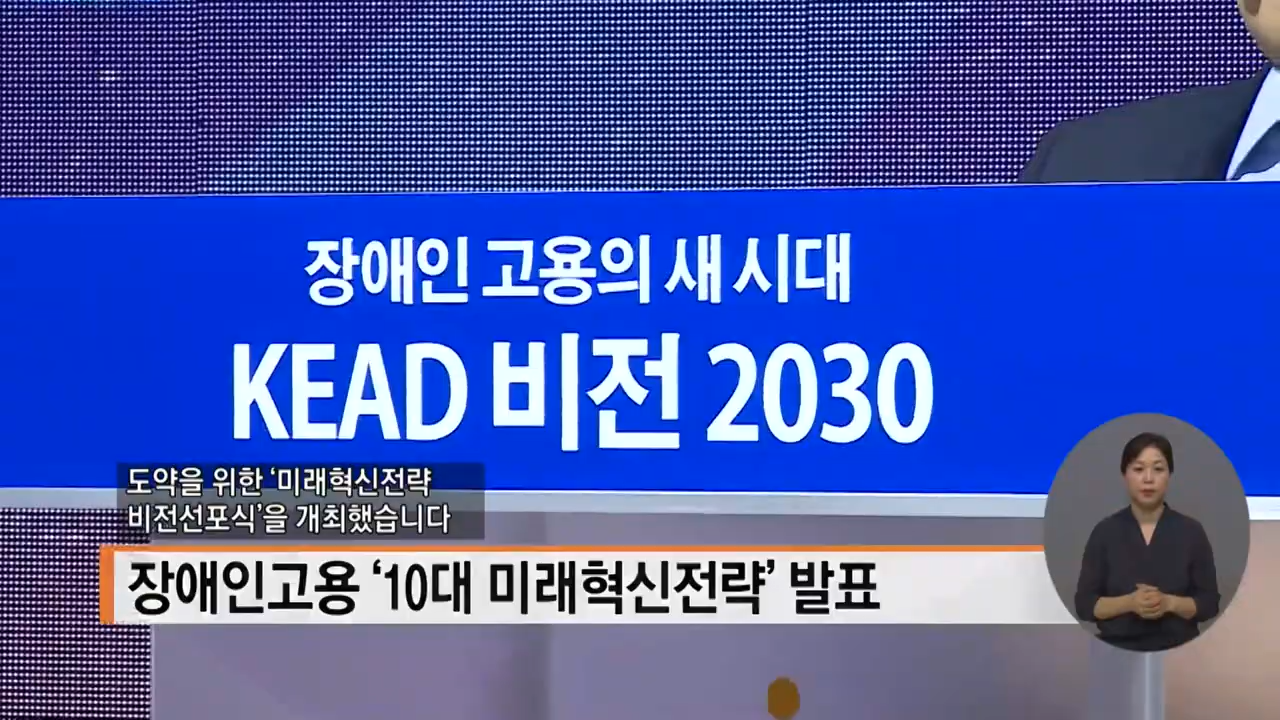 장애인 고용의 새 시대
KEAD 비전 2030
도약을 위한 ‘미래혁신전략
비전선포식’을 개최했습니다
장애인고용 ‘10대 미래혁신전략’ 발표